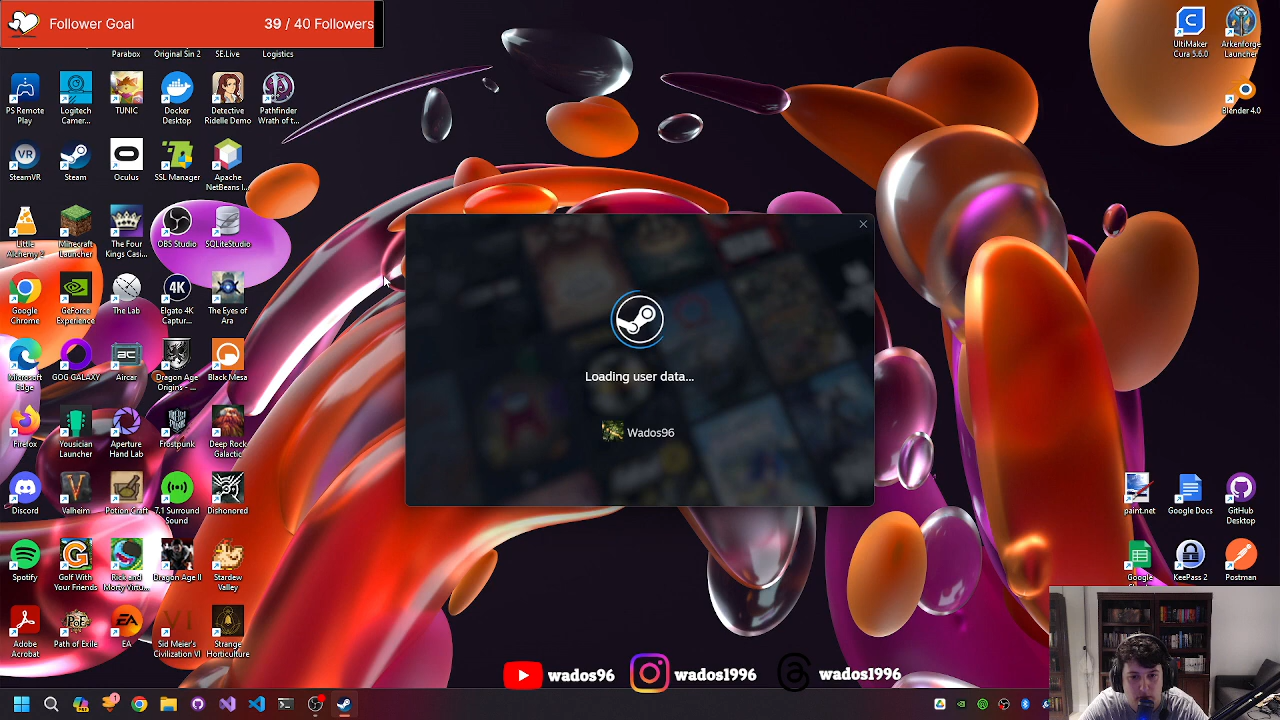 Follower Goal
39 / 40 Followers
Parabox
Original Sin 2
SE.Live
Logistics
PS Remote
Play
Logitech
Camer...
TUNIC
Docker
Desktop
Detective
Ridelle Demo
Pathfinder
Wrath of t...
SteamVR
Steam
Oculus
SSL Manager
Apache
NetBeans I...
Little
Alchemy 2
Minecraft
Launcher
The Four
Kings Casi...
OBS Studio
SQLiteStudio
Google
Chrome
GeForce
Experience
The Lab
4K
Elgato 4K
Captur...
The Eyes of
Ara
Microsoft
Edge
GOG GALAXY
Aircar
Dragon Age
Origins - ...
Black Mesa
Firefox
Yousician
Launcher
Aperture
Hand Lab
Frostpunk
Deep Rock
Galactic
Discord
Valheim
Potion Craft
7.1 Surround
Sound
Dishonored
Spotify
Golf With
Your Friends
Rick and
Morty Virtu...
Dragon Age II
Stardew
Valley
Adobe
Acrobat
Path of Exile
EA
Sid Meier's
Civilization VI
Strange
Horticulture
Loading user data...
Wados96
UltiMaker
Cura 5.6.0
Arkenforge
Launcher
Blender 4.0
paint.net
Google Docs
GitHub
Desktop
Google
KeePass 2
Postman
wados96
wados1996
wados1996